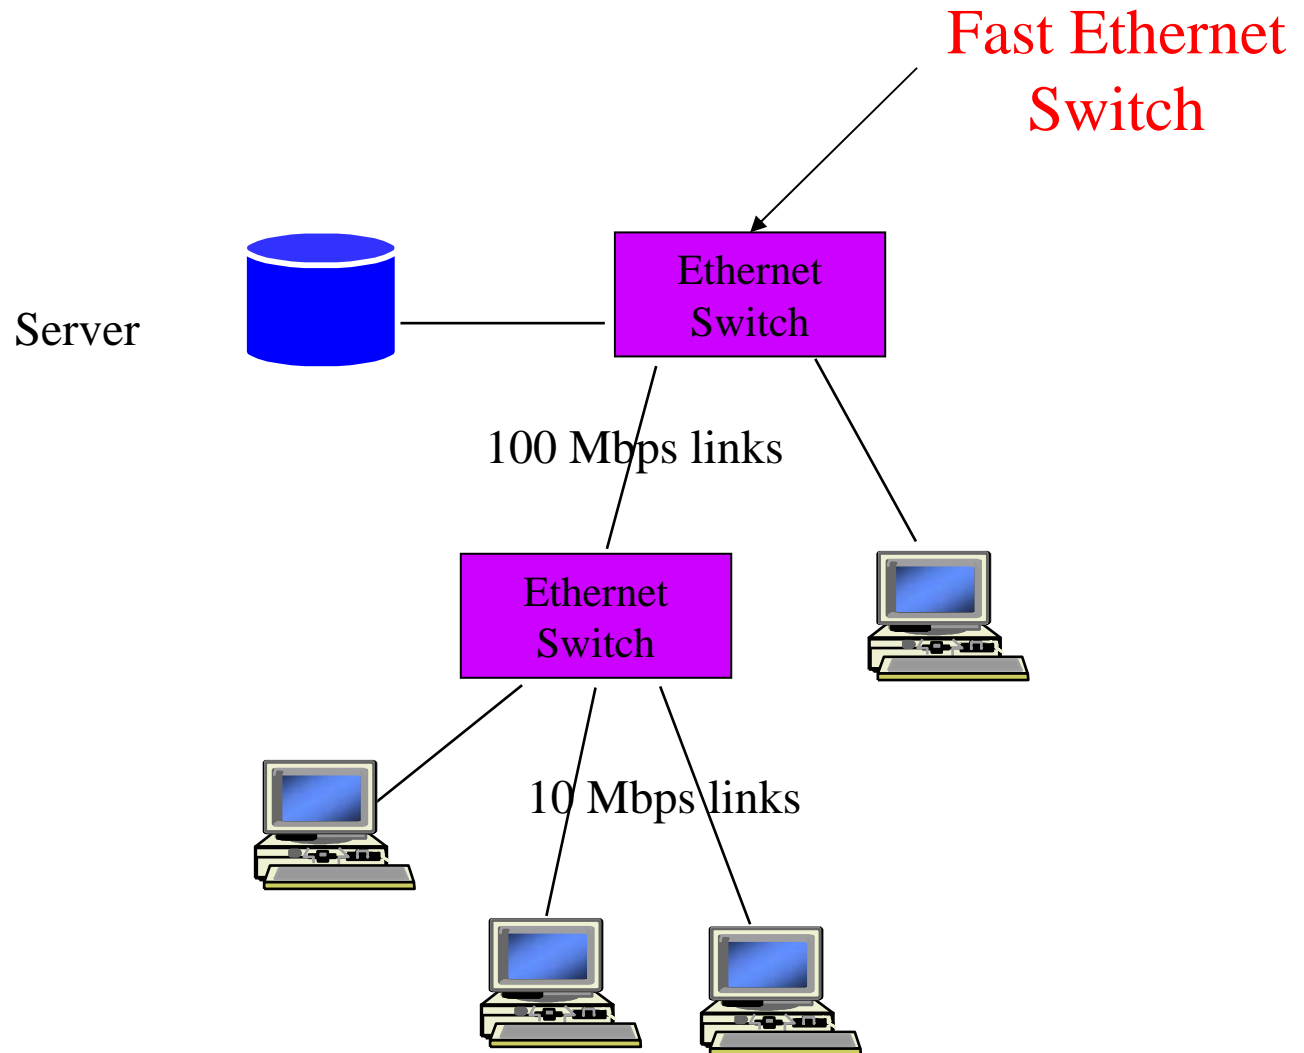 Fast Ethernet
Switch
Ethernet
Switch
Server
100 Mbps links
Ethernet
Switch
10 Mbps links